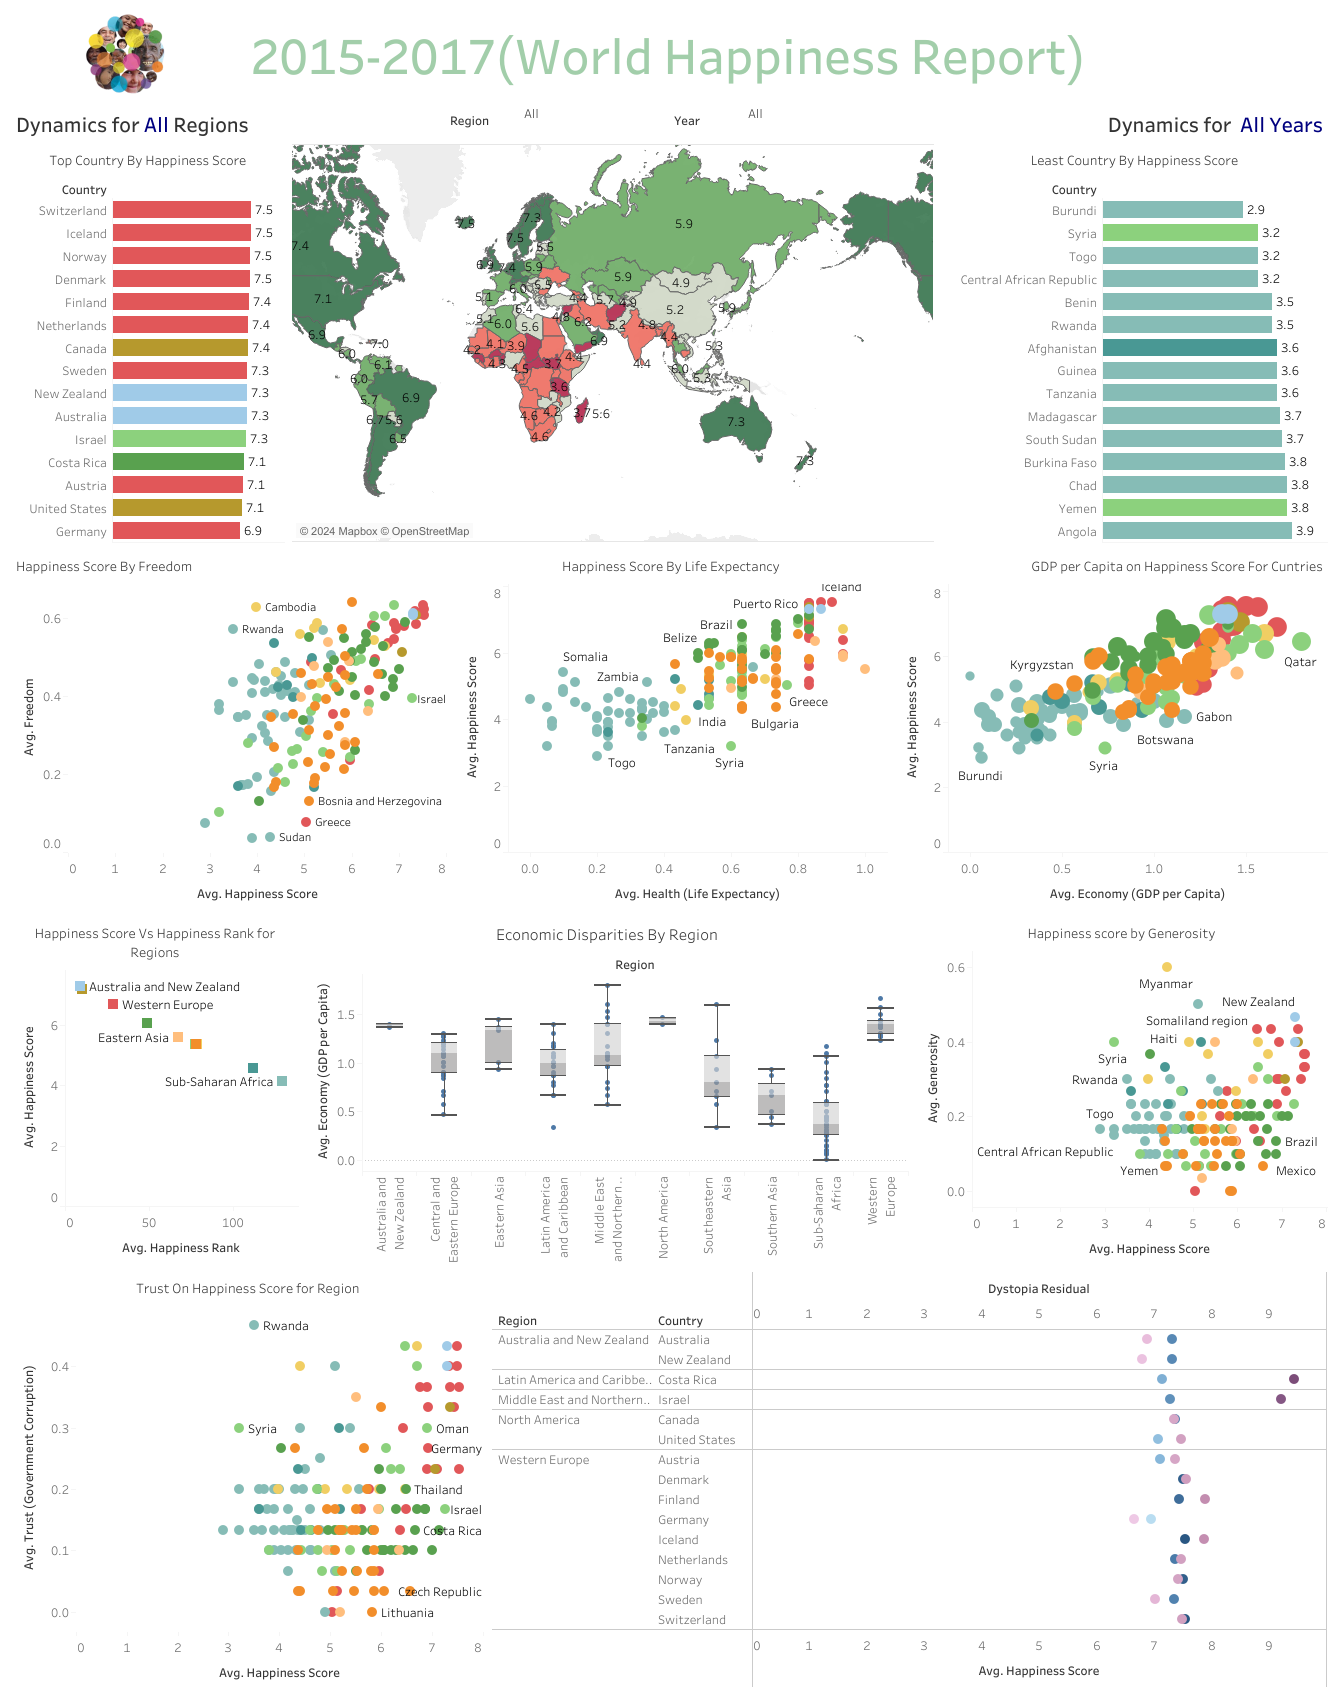 2015-2017(World Happiness Report)
Dynamics for All Regions
Region
All
Year
All
Dynamics for All Years
Top Country By Happiness Score
Country
Switzerland 7.5
Iceland 7.5
Norway 7.5
Denmark 7.5
Finland 7.4
Netherlands 7.4
Canada 7.4
Sweden 7.3
New Zealand 7.3
Australia 7.3
Israel 7.3
Costa Rica 7.1
Austria 7.1
United States 7.1
Germany 6.9
7.5
7.3
5.9
7.4
7.5
5.5
6.9
7.4
5.9
5.9
4.9
7.1
5.1
6.0
5.5
4.4
5.7
4.9
5.2
5.9
6.4
6.9
5.1
6.0
5.6
4.8
6.2
5.2
4.8
7.0
4.2
4.1
3.9
6.9
4.4
5.3
6.0
6.1
4.3
4.5
3.7
4.4
4.4
6.0
5.3
6.0
5.7
6.9
3.6
6.7
5.6
4.6
4.2
3.7
5.6
7.3
6.5
4.6
7.3
© 2024 Mapbox © OpenStreetMap
Least Country By Happiness Score
Country
Burundi 2.9
Syria 3.2
Togo 3.2
Central African Republic 3.2
Benin 3.5
Rwanda 3.5
Afghanistan 3.6
Guinea 3.6
Tanzania 3.6
Madagascar 3.7
South Sudan 3.7
Burkina Faso 3.8
Chad 3.8
Yemen 3.8
Angola 3.9
Happiness Score By Freedom
Avg. Freedom
0.6
0.4
0.2
0.0
Cambodia
Rwanda
Israel
Bosnia and Herzegovina
Greece
Sudan
0 1 2 3 4 5 6 7 8
Avg. Happiness Score
Happiness Score By Life Expectancy
Avg. Happiness Score
8
6
4
2
0
Iceland
Puerto Rico
Brazil
Belize
Somalia
Zambia
Greece
India
Bulgaria
Tanzania
Togo
Syria
0.0 0.2 0.4 0.6 0.8 1.0
Avg. Health (Life Expectancy)
GDP per Capita on Happiness Score For Cuntries
Avg. Happiness Score
8
6
4
2
0
Kyrgyzstan
Qatar
Gabon
Botswana
Syria
Burundi
0.0 0.5 1.0 1.5
Avg. Economy (GDP per Capita)
Happiness Score Vs Happiness Rank for
Regions
Avg. Happiness Score
6
4
2
0
Australia and New Zealand
Western Europe
Eastern Asia
Sub-Saharan Africa
0 50 100
Avg. Happiness Rank
Economic Disparities By Region
Region
Avg. Economy (GDP per Capita)
1.5
1.0
0.5
0.0
Australia and
New Zealand
Central and
Eastern Europe
Eastern Asia
Latin America
and Caribbean
Middle East
and Northern..
North America
Southeastern
Asia
Southern Asia
Sub-Saharan
Africa
Western
Europe
Happiness score by Generosity
Avg. Generosity
0.6
0.4
0.2
0.0
Myanmar
New Zealand
Somaliland region
Haiti
Syria
Rwanda
Togo
Brazil
Central African Republic
Yemen
Mexico
0 1 2 3 4 5 6 7 8
Avg. Happiness Score
Trust On Happiness Score for Region
Avg. Trust (Government Corruption)
0.4
0.3
0.2
0.1
0.0
Rwanda
Syria
Oman
Germany
Thailand
Israel
Costa Rica
Czech Republic
Lithuania
0 1 2 3 4 5 6 7 8
Avg. Happiness Score
Dystopia Residual
0 1 2 3 4 5 6 7 8 9
Region Country
Australia and New Zealand Australia
New Zealand
Latin America and Caribbe.. Costa Rica
Middle East and Northern.. Israel
North America Canada
United States
Western Europe Austria
Denmark
Finland
Germany
Iceland
Netherlands
Norway
Sweden
Switzerland
0 1 2 3 4 5 6 7 8 9
Avg. Happiness Score